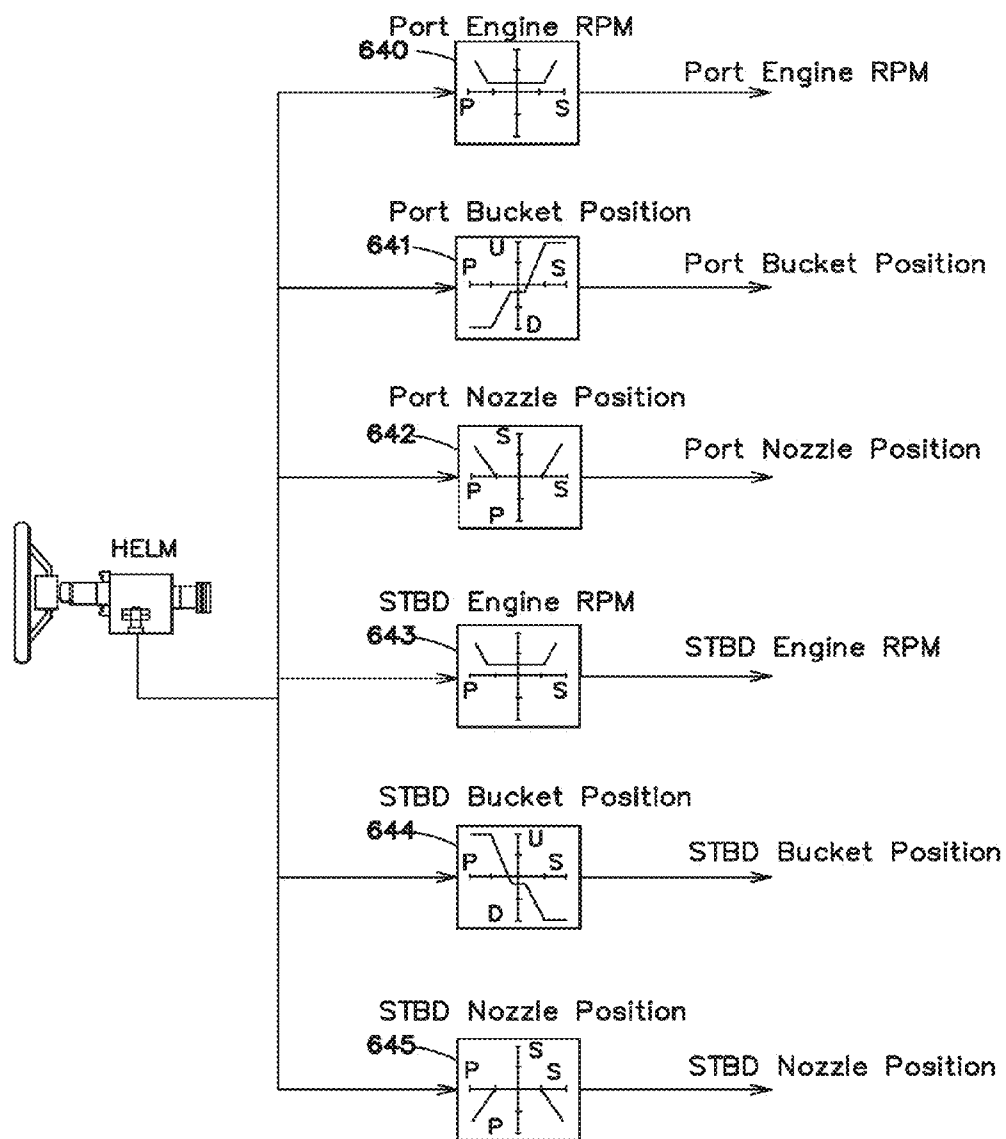 Port Engine RPM
640
P S
Port Engine RPM
Port Bucket Position
641
U
P S
D
Port Bucket Position
Port Nozzle Position
642
S
P S
P
Port Nozzle Position
HELM
STBD Engine RPM
643
P S
STBD Engine RPM
STBD Bucket Position
644
U
P S
D
STBD Bucket Position
STBD Nozzle Position
645
S
P S
P
STBD Nozzle Position